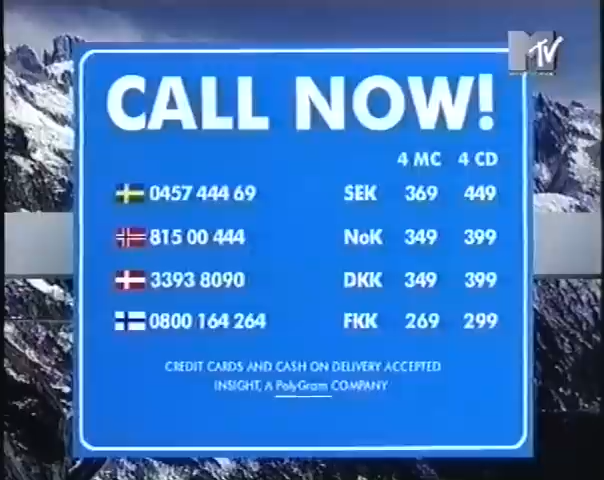 MTV
CALL NOW!
4 MC 4 CD
0457 444 69 SEK 369 449
815 00 444 NoK 349 399
3393 8090 DKK 349 399
0800 164 264 FKK 269 299
CREDIT CARDS AND CASH ON DELIVERY ACCEPTED
INSIGHT, A PolyGram COMPANY